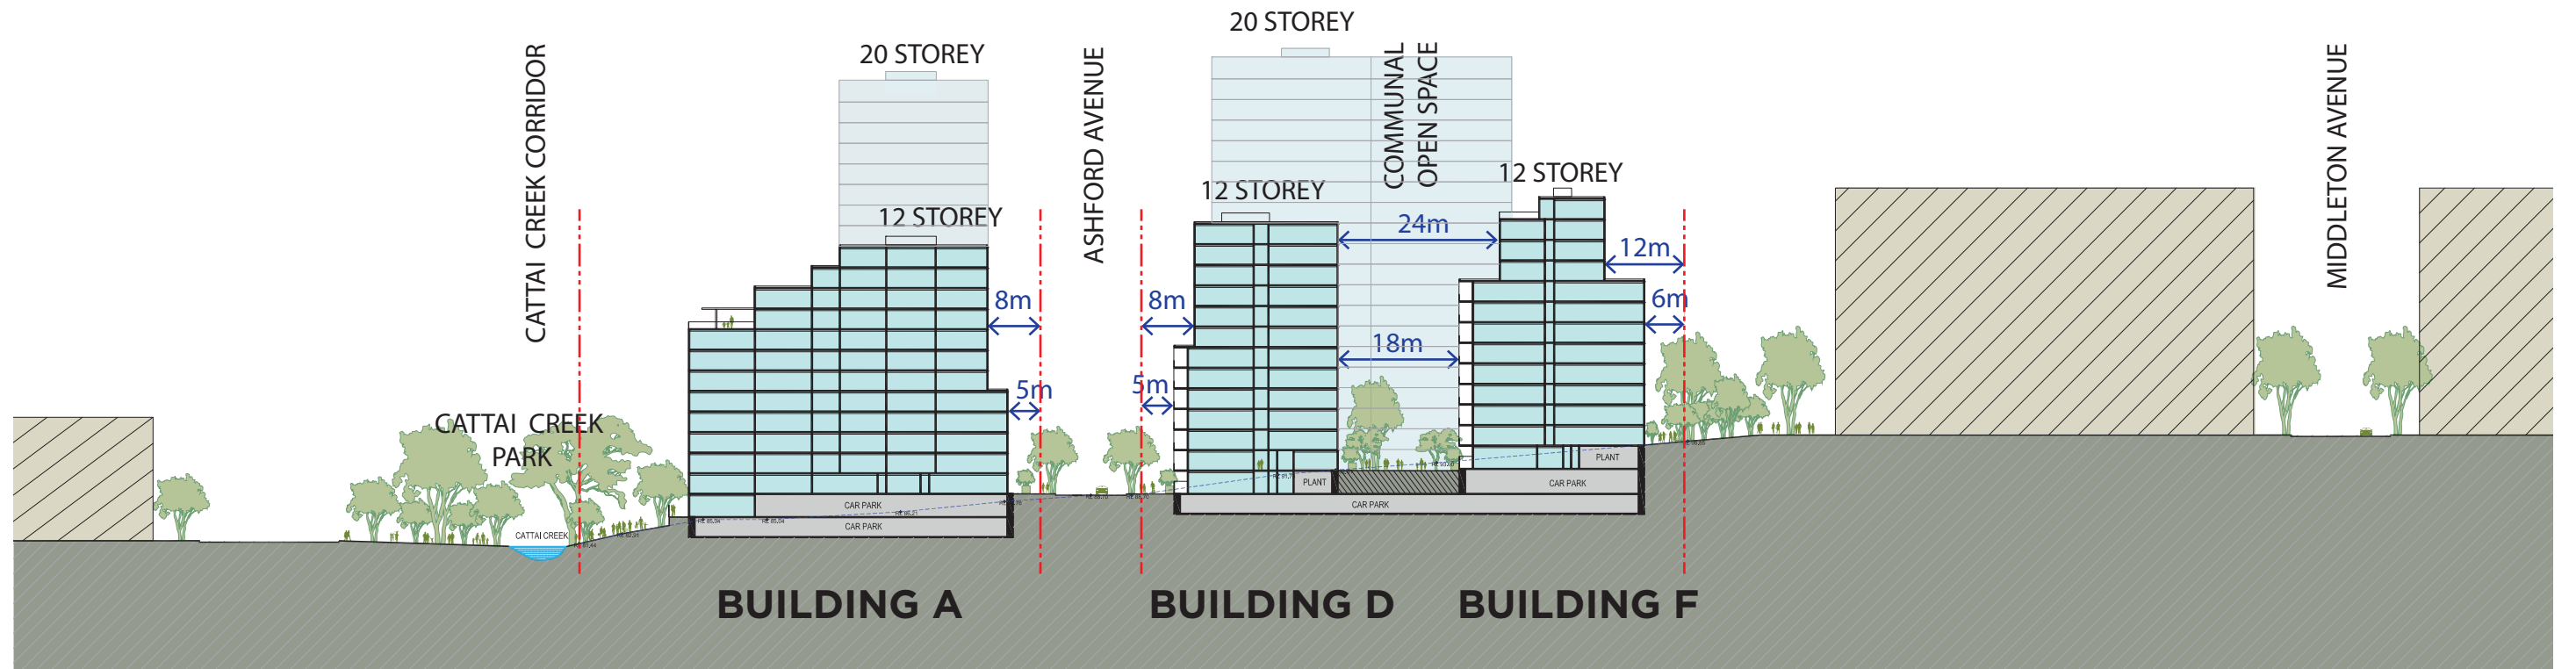 20 STOREY
20 STOREY
CATTAI CREEK CORRIDOR
ASHFORD AVENUE
COMMUNAL
OPEN SPACE
MIDDLETON AVENUE
12 STOREY
12 STOREY
12 STOREY
24m
12m
8m
8m
6m
18m
5m
5m
CATTAI CREEK
PARK
CATTAI CREEK
CAR PARK
CAR PARK
PLANT
CAR PARK
PLANT
CAR PARK
BUILDING A
BUILDING D
BUILDING F